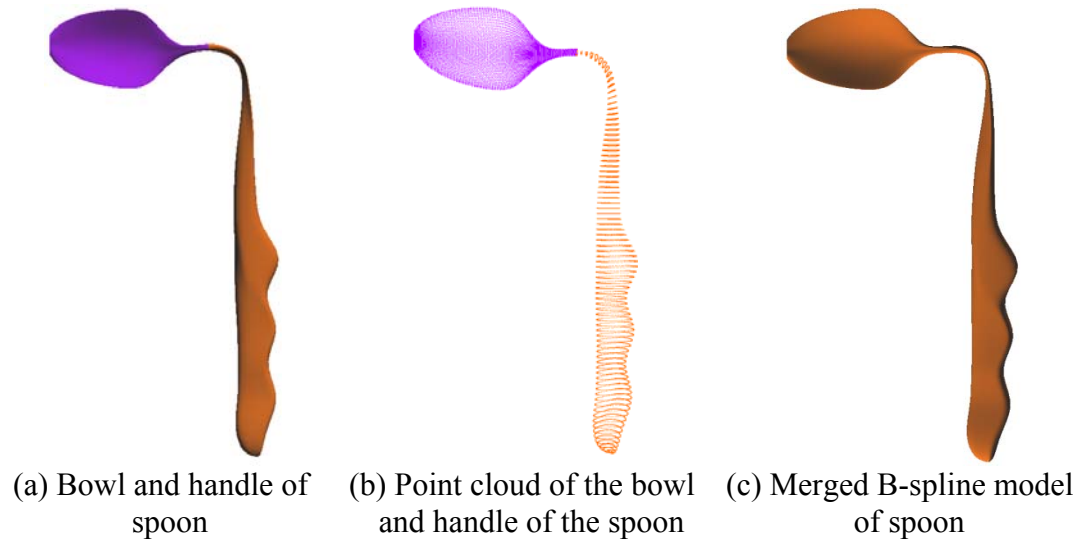 (a) Bowl and handle of
spoon
(b) Point cloud of the bowl
and handle of the spoon
(c) Merged B-spline model
of spoon